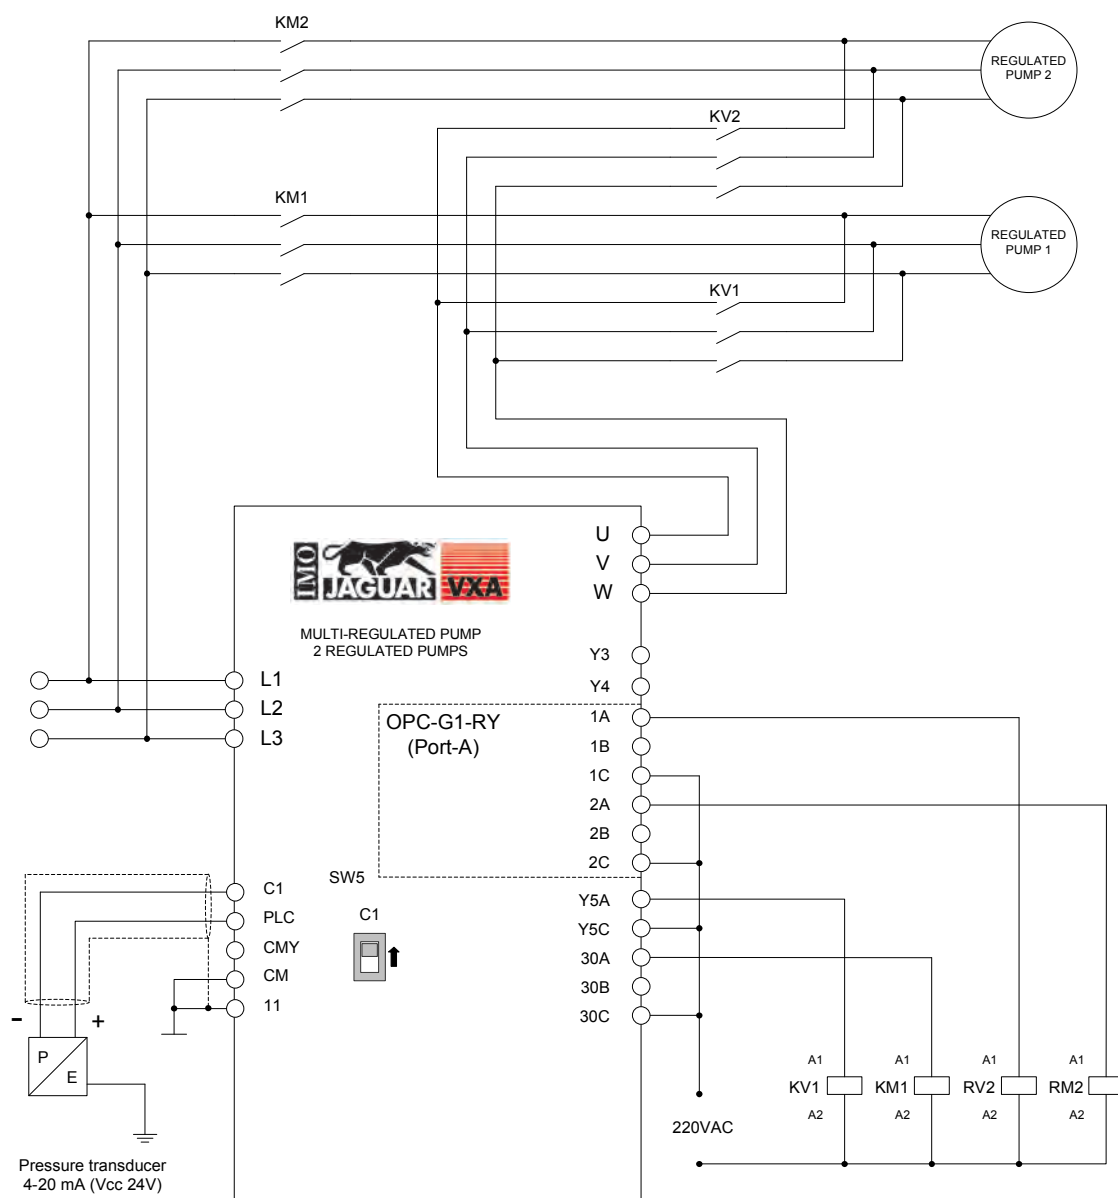 KM2
REGULATED
PUMP 2
KV2
KM1
REGULATED
PUMP 1
KV1
U
V
W
IMO
JAGUAR
VXA
MULTI-REGULATED PUMP
2 REGULATED PUMPS
Y3
Y4
L1
L2
L3
OPC-G1-RY
(Port-A)
1A
1B
1C
2A
2B
2C
SW5
C1
C1
PLC
CMY
CM
11
Y5A
Y5C
30A
30B
30C
- +
P
E
A1 A1 A1 A1
KV1 KM1 RV2 RM2
A2 A2 A2 A2
220VAC
Pressure transducer
4-20 mA (Vcc 24V)